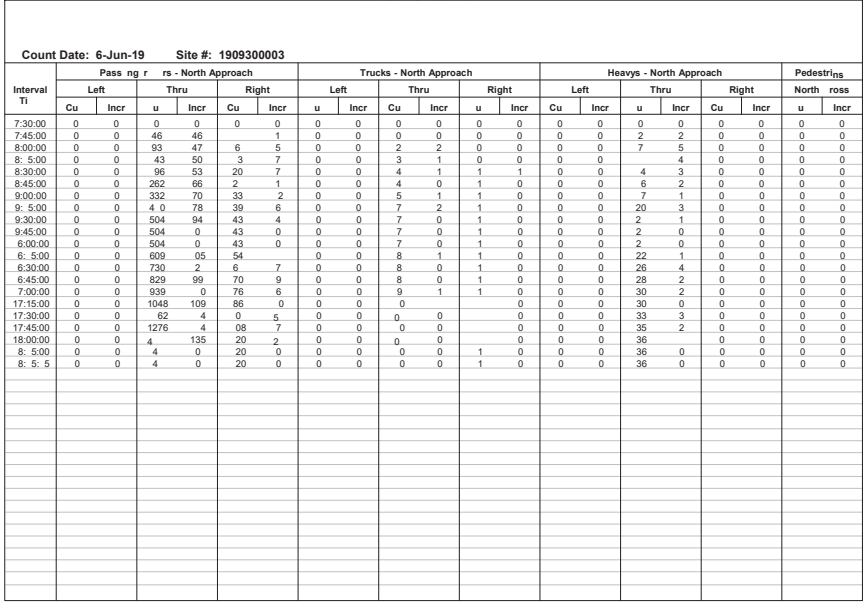 Count Date: 6-Jun-19 Site #: 1909300003
Pass ng r rs - North Approach Trucks - North Approach Heavys - North Approach Pedestrins
Interval Left Thru Right Left Thru Right Left Thru Right North ross
Ti Cu Incr u Incr Cu Incr u Incr Cu Incr u Incr Cu Incr u Incr Cu Incr u Incr
7:30:00 0 0 0 0 0 0 0 0 0 0 0 0 0 0 0 0 0 0 0 0
7:45:00 0 0 46 46 1 0 0 0 0 0 0 0 0 2 2 0 0 0 0
8:00:00 0 0 93 47 6 5 0 0 2 2 0 0 0 0 7 5 0 0 0 0
8: 5:00 0 0 43 50 3 7 0 0 3 1 0 0 0 0 4 0 0 0 0
8:30:00 0 0 96 53 20 7 0 0 4 1 1 1 0 0 4 3 0 0 0 0
8:45:00 0 0 262 66 2 1 0 0 4 0 1 0 0 0 6 2 0 0 0 0
9:00:00 0 0 332 70 33 2 0 0 5 1 1 0 0 0 7 1 0 0 0 0
9: 5:00 0 0 4 0 78 39 6 0 0 7 2 1 0 0 0 20 3 0 0 0 0
9:30:00 0 0 504 94 43 4 0 0 7 0 1 0 0 0 2 1 0 0 0 0
9:45:00 0 0 504 0 43 0 0 0 7 0 1 0 0 0 2 0 0 0 0 0
6:00:00 0 0 504 0 43 0 0 0 7 0 1 0 0 0 2 0 0 0 0 0
6: 5:00 0 0 609 05 54 0 0 8 1 1 0 0 0 22 1 0 0 0 0
6:30:00 0 0 730 2 6 7 0 0 8 0 1 0 0 0 26 4 0 0 0 0
6:45:00 0 0 829 99 70 9 0 0 8 0 1 0 0 0 28 2 0 0 0 0
7:00:00 0 0 939 0 76 6 0 0 9 1 1 0 0 0 30 2 0 0 0 0
17:15:00 0 0 1048 109 86 0 0 0 0 1 0 0 0 30 0 0 0 0 0
17:30:00 0 0 62 4 0 5 0 0 0 0 1 0 0 0 33 3 0 0 0 0
17:45:00 0 0 1276 4 08 7 0 0 0 0 1 0 0 0 35 2 0 0 0 0
18:00:00 0 0 4 135 20 2 0 0 0 0 1 0 0 0 36 0 0 0 0
8: 5:00 0 0 4 0 20 0 0 0 0 0 1 0 0 0 36 0 0 0 0 0
8: 5: 5 0 0 4 0 20 0 0 0 0 0 1 0 0 0 36 0 0 0 0 0